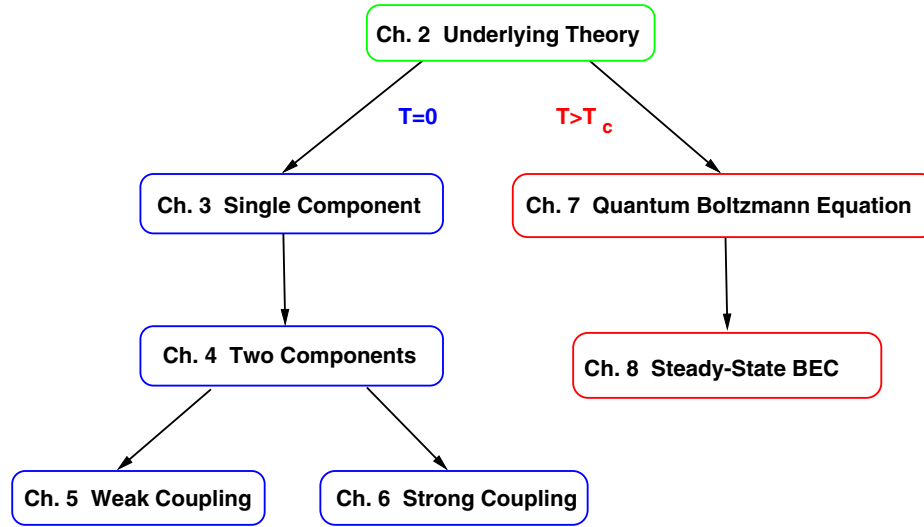 Ch. 2 Underlying Theory
T=0
T>T c
Ch. 3 Single Component
Ch. 7 Quantum Boltzmann Equation
Ch. 4 Two Components
Ch. 8 Steady-State BEC
Ch. 5 Weak Coupling
Ch. 6 Strong Coupling